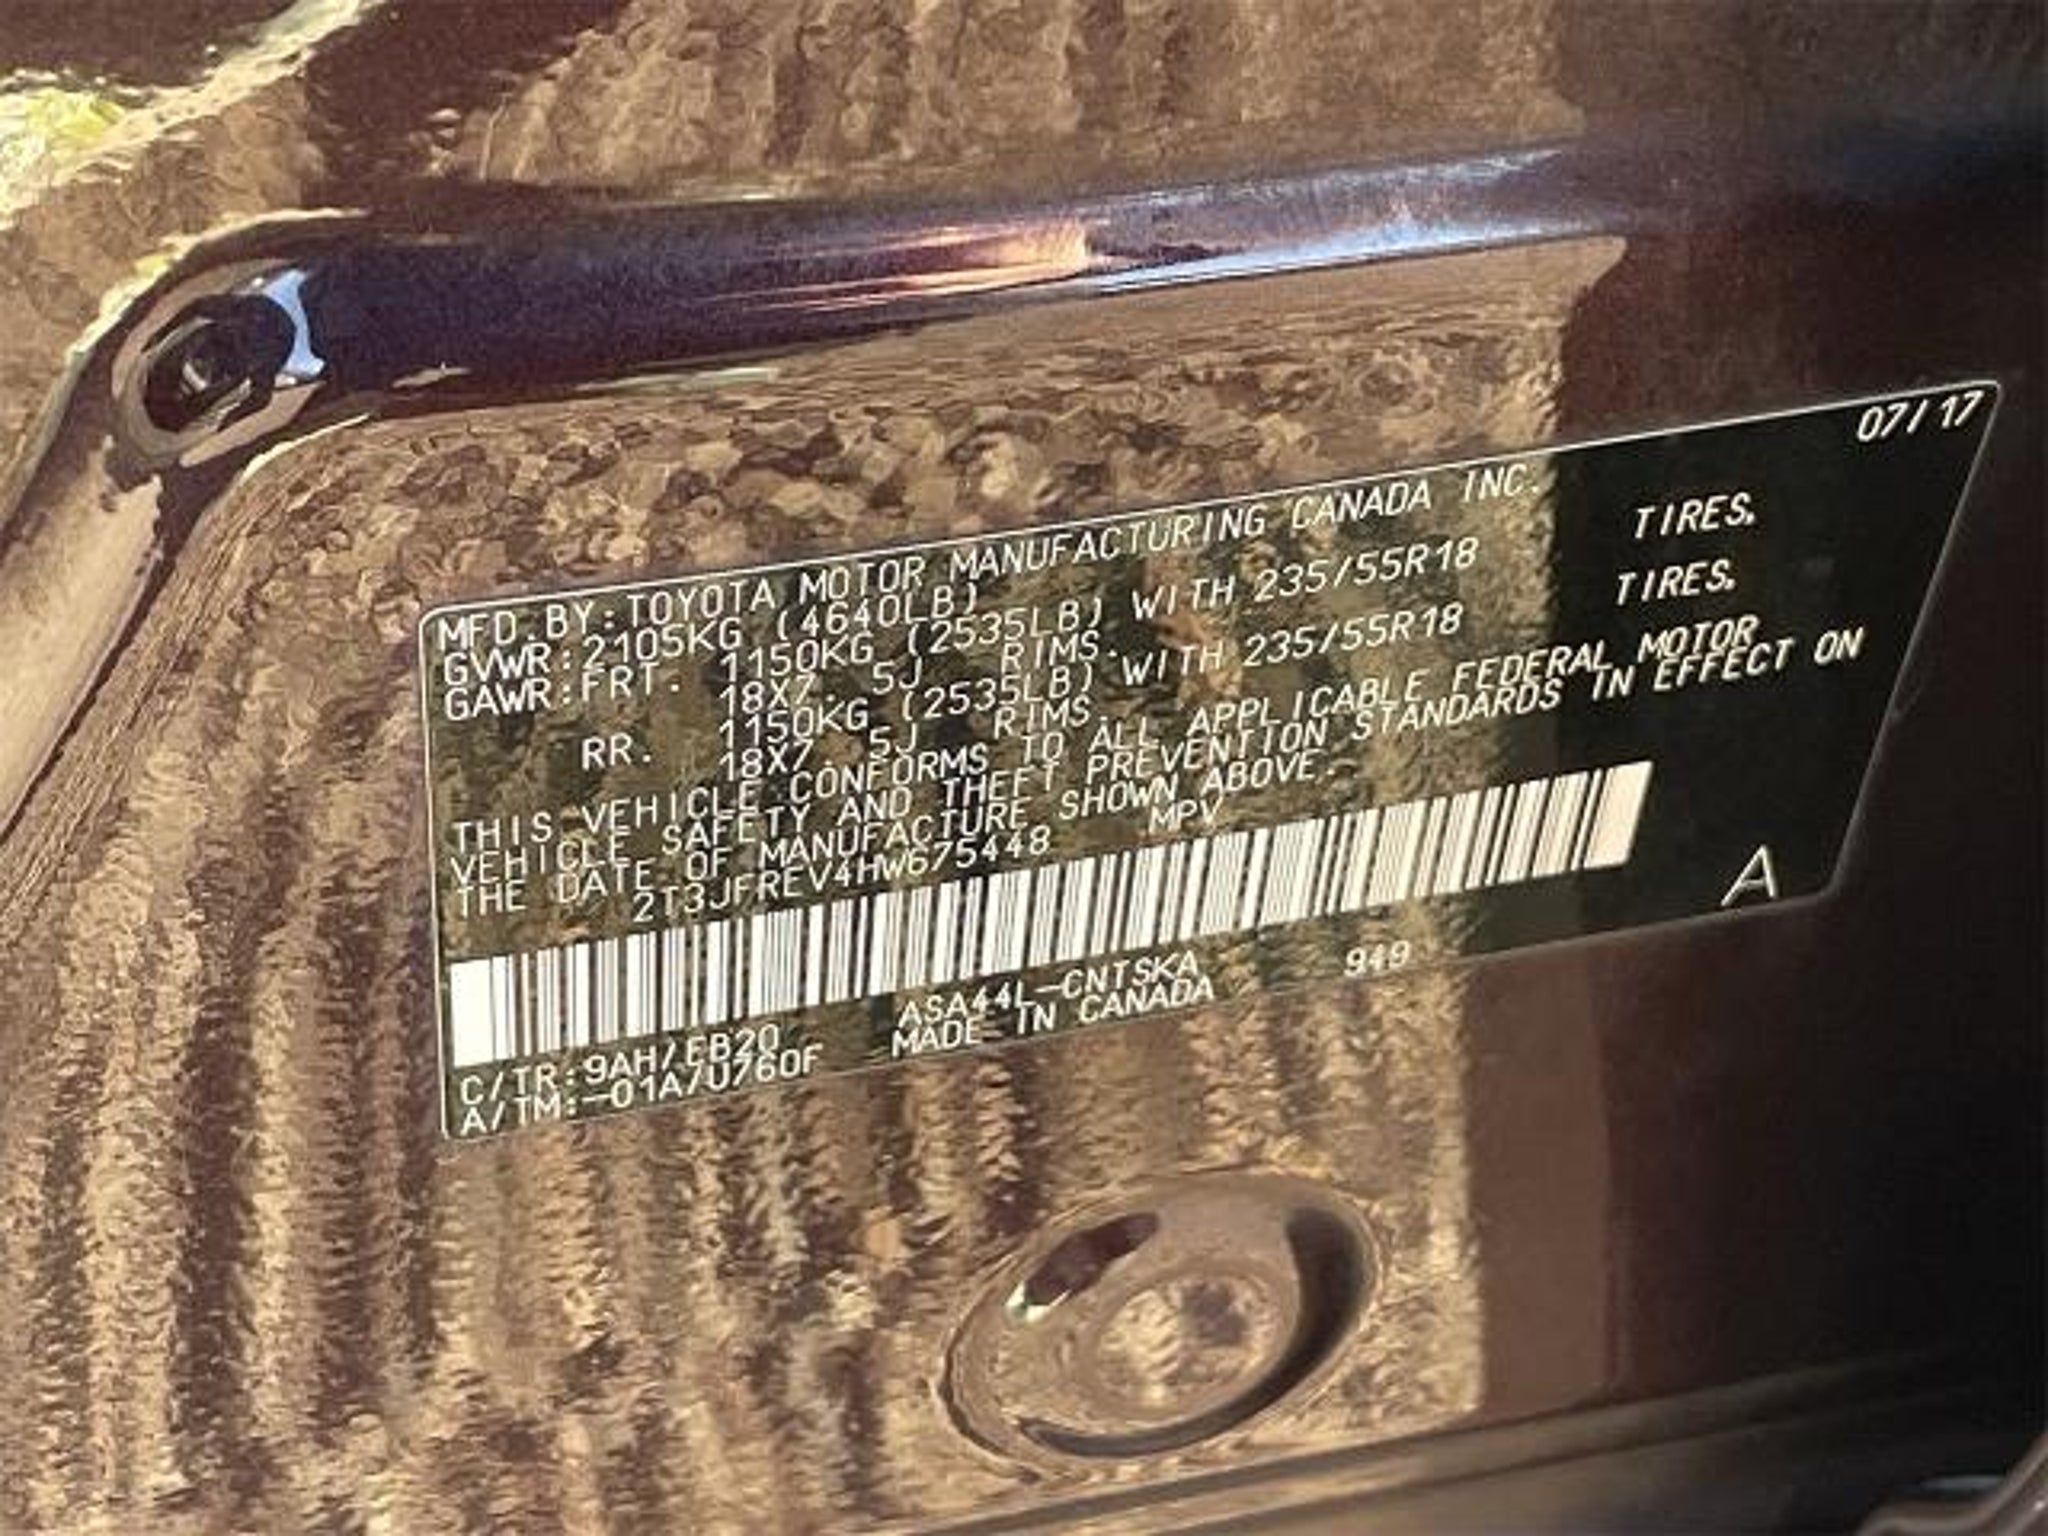 07/17
MFD.BY:TOYOTA MOTOR MANUFACTURING CANADA INC.
GVWR:2105KG (4640LB)
GAWR:FRT. 1150KG (2535LB) WITH 235/55R18 TIRES.
18X7.5J RIMS.
RR. 1150KG (2535LB) WITH 235/55R18 TIRES.
18X7.5J RIMS.
THIS VEHICLE CONFORMS TO ALL APPLICABLE FEDERAL MOTOR
VEHICLE SAFETY AND THEFT PREVENTION STANDARDS IN EFFECT ON
THE DATE OF MANUFACTURE SHOWN ABOVE.
2T3JFREV4HW675448 MPV
A
C/TR:9AH/EB20 ASA44L-CNTSKA 949
A/TM:-01A/U760F MADE IN CANADA